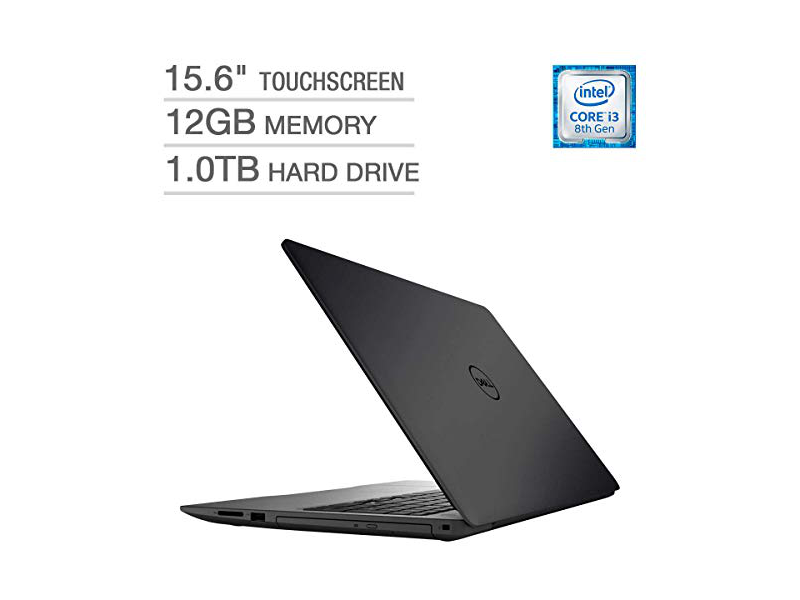 15.6" TOUCHSCREEN
12GB MEMORY
1.0TB HARD DRIVE
intel
CORE i3
8th Gen
DELL